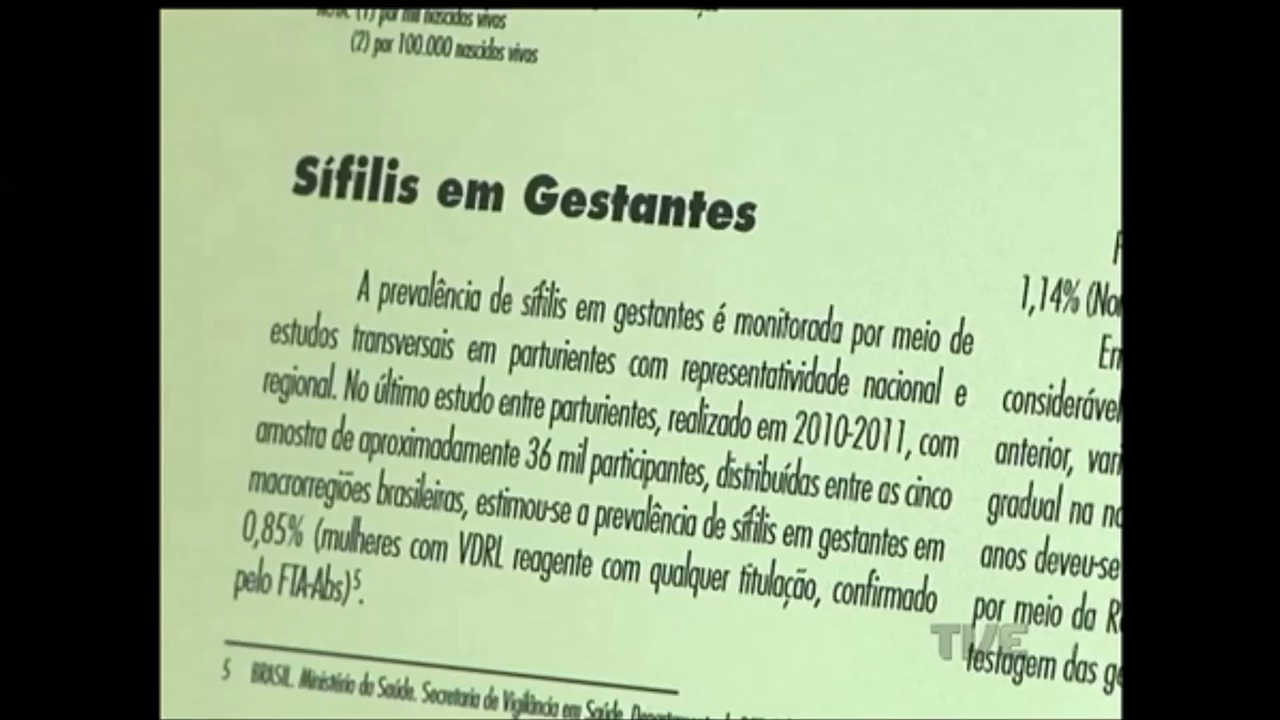 (1) por mil nascidos vivos
(2) por 100.000 nascidos vivos
Sífilis em Gestantes
A prevalência de sífilis em gestantes é monitorada por meio de
estudos transversais em parturientes com representatividade nacional e
regional. No último estudo entre parturientes, realizado em 2010-2011, com
amostra de aproximadamente 36 mil participantes, distribuídas entre as cinco
macrorregiões brasileiras, estimou-se a prevalência de sífilis em gestantes em
0,85% (mulheres com VDRL reagente com qualquer titulação, confirmado
pelo FTA-Abs)⁵.
5 BRASIL. Ministério da Saúde. Secretaria de Vigilância em Saúde.
1,14%
considerável
anterior,
gradual na
anos deveu-se
por meio da
testagem das
TVE